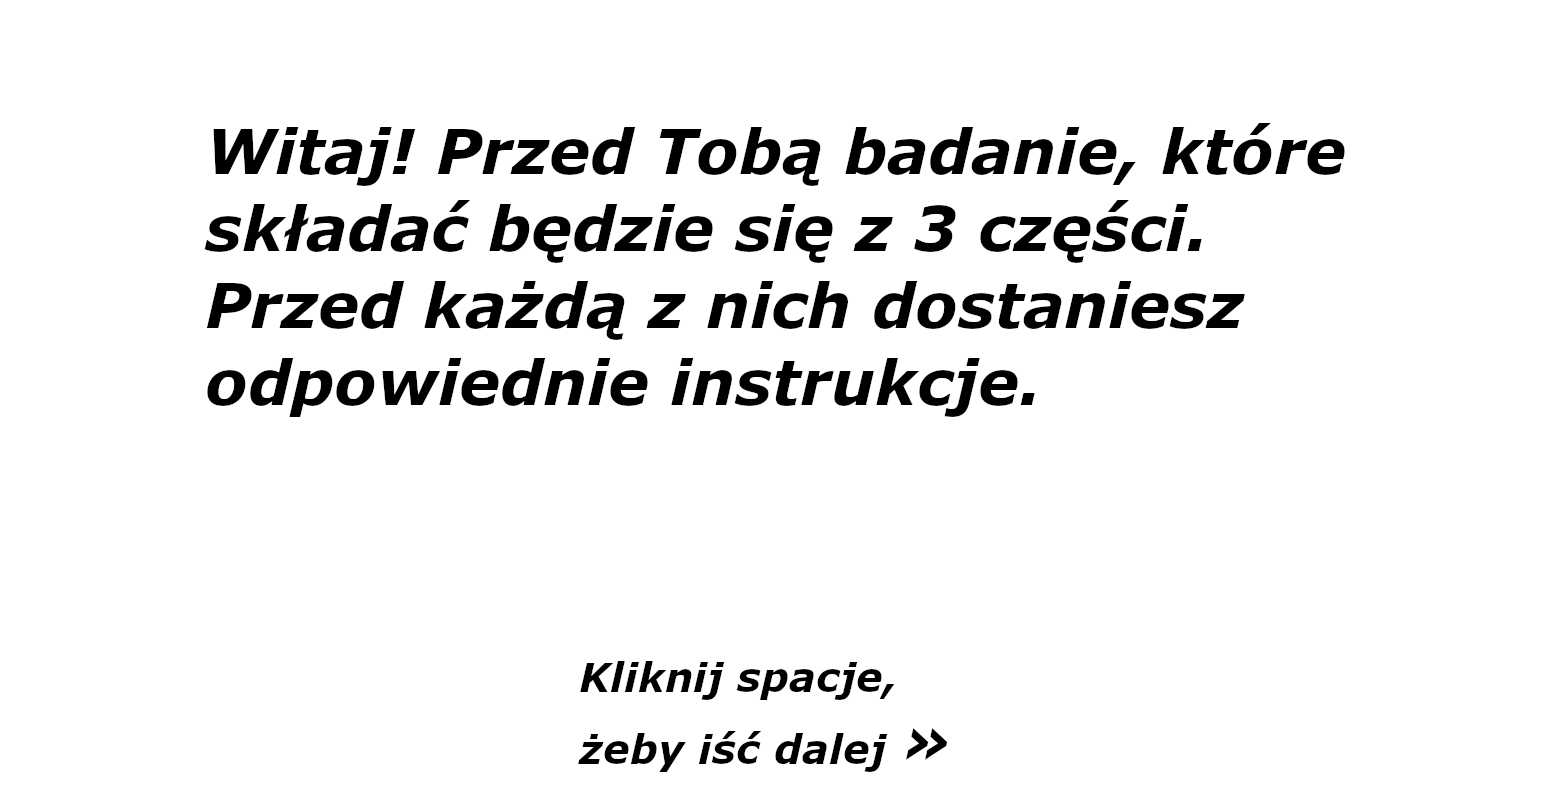 Witaj! Przed Tobą badanie, które
składać będzie się z 3 części.
Przed każdą z nich dostaniesz
odpowiednie instrukcje.
Kliknij spacje,
żeby iść dalej »